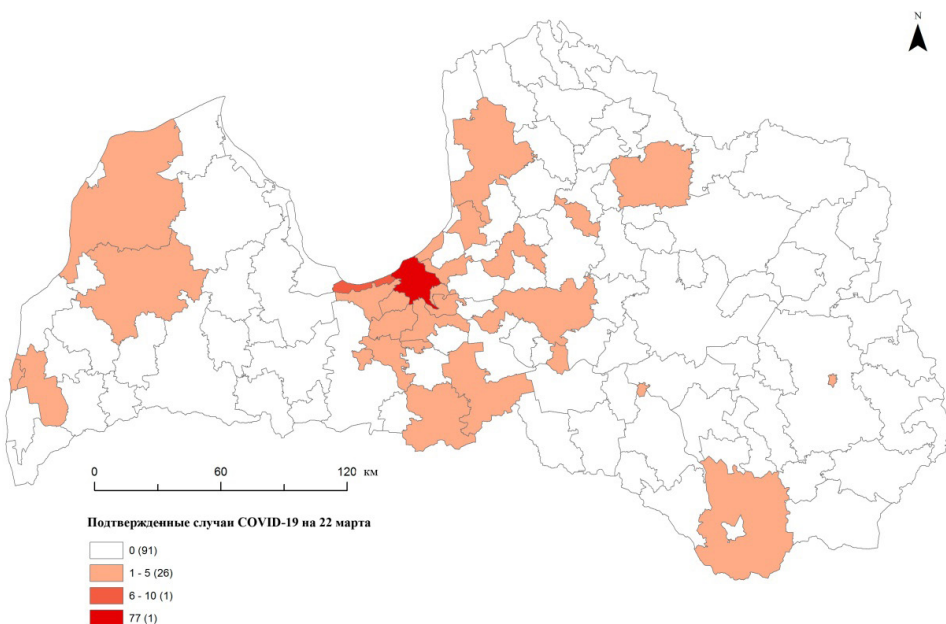 N
0 60 120 км
Подтвержденные случаи COVID-19 на 22 марта
0 (91)
1 - 5 (26)
6 - 10 (1)
77 (1)